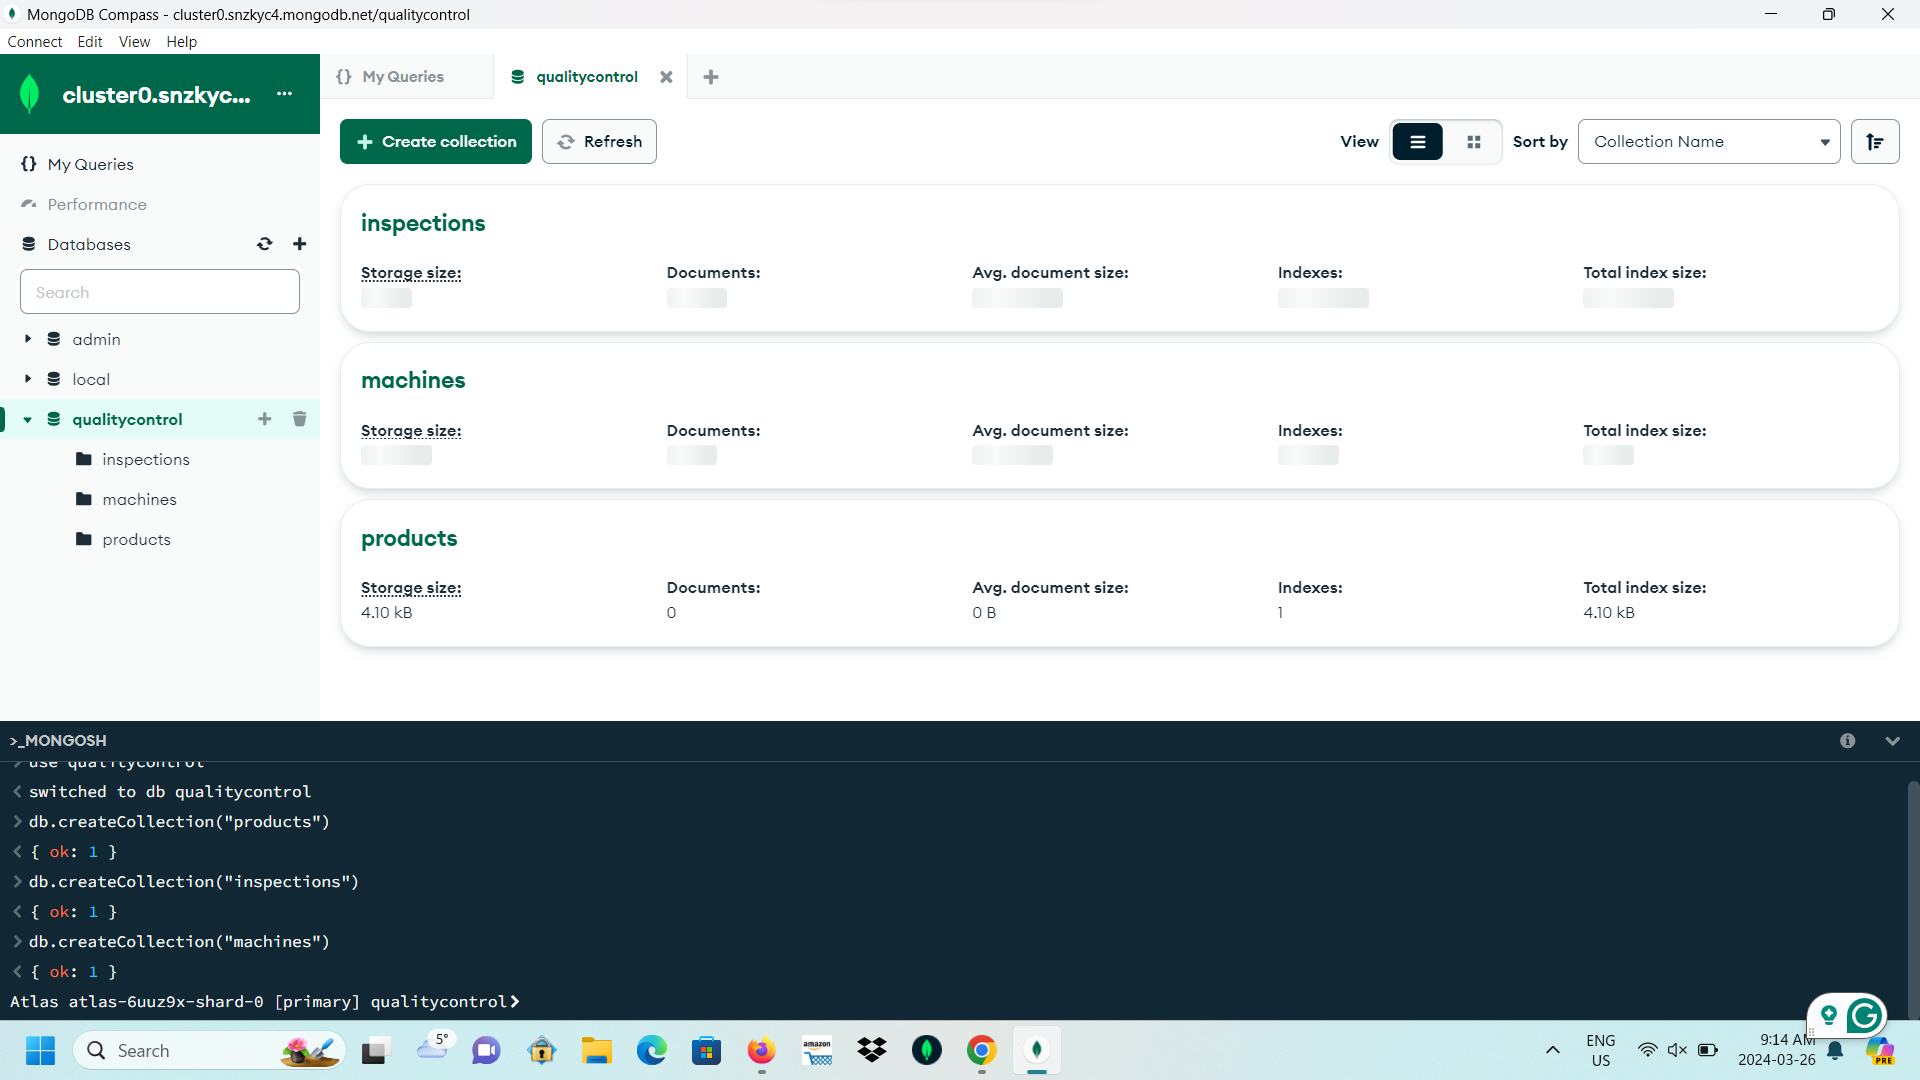 MongoDB Compass - cluster0.snzkyc4.mongodb.net/qualitycontrol
Connect Edit View Help
cluster0.snzkyc... ...
{} My Queries
qualitycontrol
My Queries
Performance
Databases
Search
admin
local
qualitycontrol
inspections
machines
products
Create collection
Refresh
View
Sort by
Collection Name
inspections
Storage size: Documents: Avg. document size: Indexes: Total index size:
machines
Storage size: Documents: Avg. document size: Indexes: Total index size:
products
Storage size: Documents: Avg. document size: Indexes: Total index size:
4.10 kB 0 0 B 1 4.10 kB
>_MONGOSH
> use qualitycontrol
< switched to db qualitycontrol
> db.createCollection("products")
< { ok: 1 }
> db.createCollection("inspections")
< { ok: 1 }
> db.createCollection("machines")
< { ok: 1 }
Atlas atlas-6uuz9x-shard-0 [primary] qualitycontrol>
Search
5°
amazon
ENG
US
9:14 AM
2024-03-26
PRE